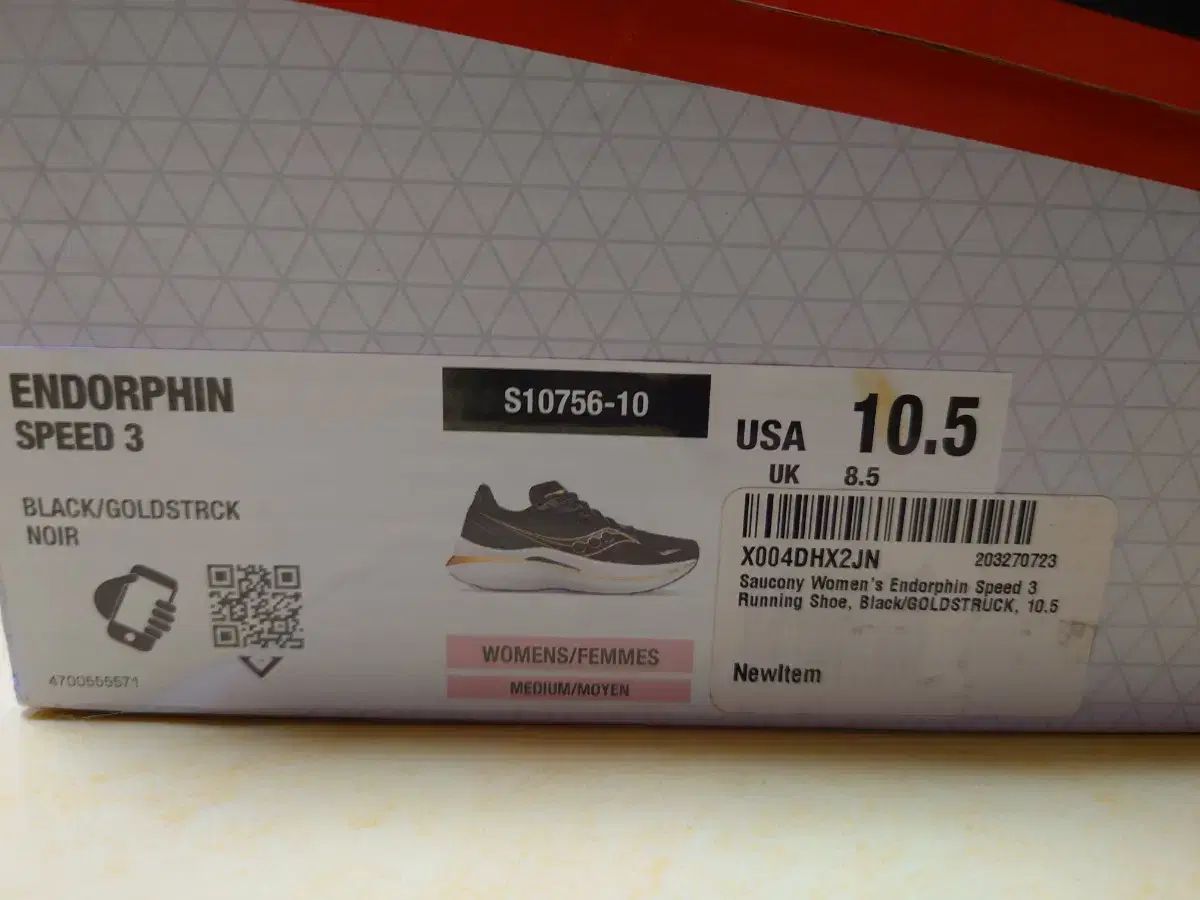 ENDORPHIN
SPEED 3
BLACK/GOLDSTRCK
NOIR
4700555571
S10756-10
WOMENS/FEMMES
MEDIUM/MOYEN
USA 10.5
UK 8.5
X004DHX2JN 203270723
Saucony Women's Endorphin Speed 3
Running Shoe, Black/GOLDSTRUCK, 10.5
NewItem